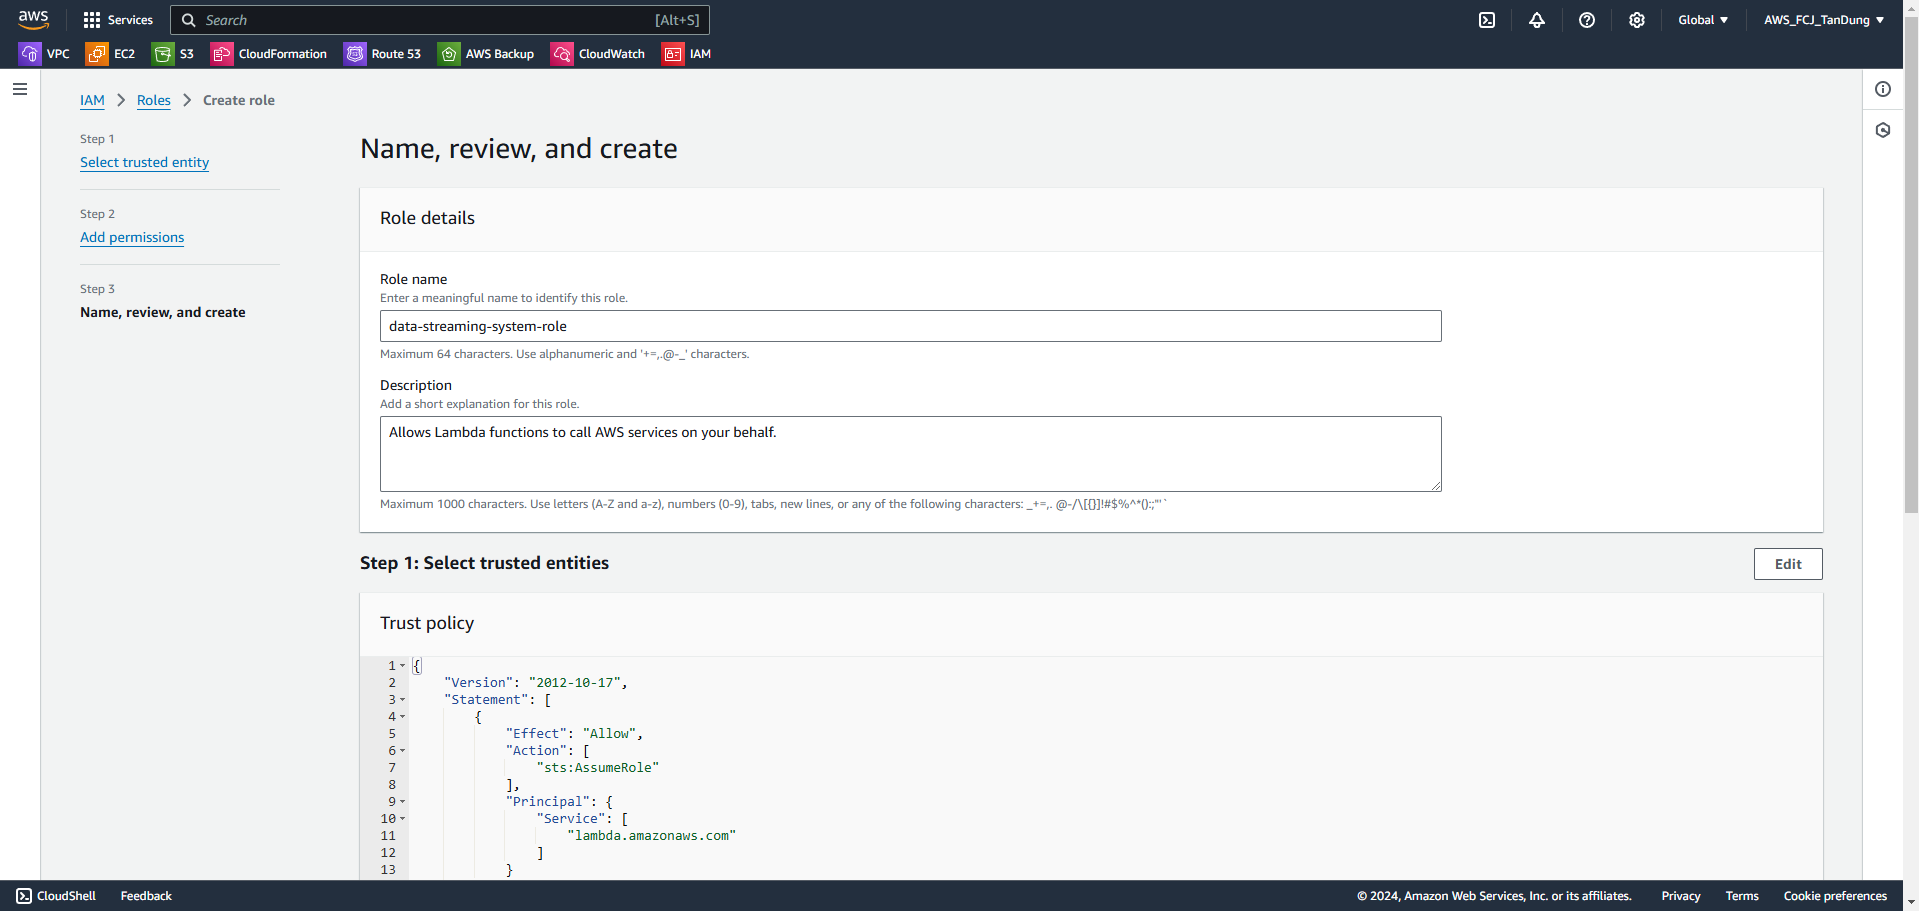 aws
Services
Search
[Alt+S]
Global
AWS_FCJ_TanDung
VPC
EC2
S3
CloudFormation
Route 53
AWS Backup
CloudWatch
IAM
IAM > Roles > Create role
Step 1
Select trusted entity
Step 2
Add permissions
Step 3
Name, review, and create
Name, review, and create
Role details
Role name
Enter a meaningful name to identify this role.
data-streaming-system-role
Maximum 64 characters. Use alphanumeric and '+=,.@-_' characters.
Description
Add a short explanation for this role.
Allows Lambda functions to call AWS services on your behalf.
Maximum 1000 characters. Use letters (A-Z and a-z), numbers (0-9), tabs, new lines, or any of the following characters: _+=,. @-/\[{}]!#$%^*();:"'`
Step 1: Select trusted entities
Edit
Trust policy
1 {
2 "Version": "2012-10-17",
3 "Statement": [
4 {
5 "Effect": "Allow",
6 "Action": [
7 "sts:AssumeRole"
8 ],
9 "Principal": {
10 "Service": [
11 "lambda.amazonaws.com"
12 ]
13 }
CloudShell
Feedback
© 2024, Amazon Web Services, Inc. or its affiliates.
Privacy
Terms
Cookie preferences